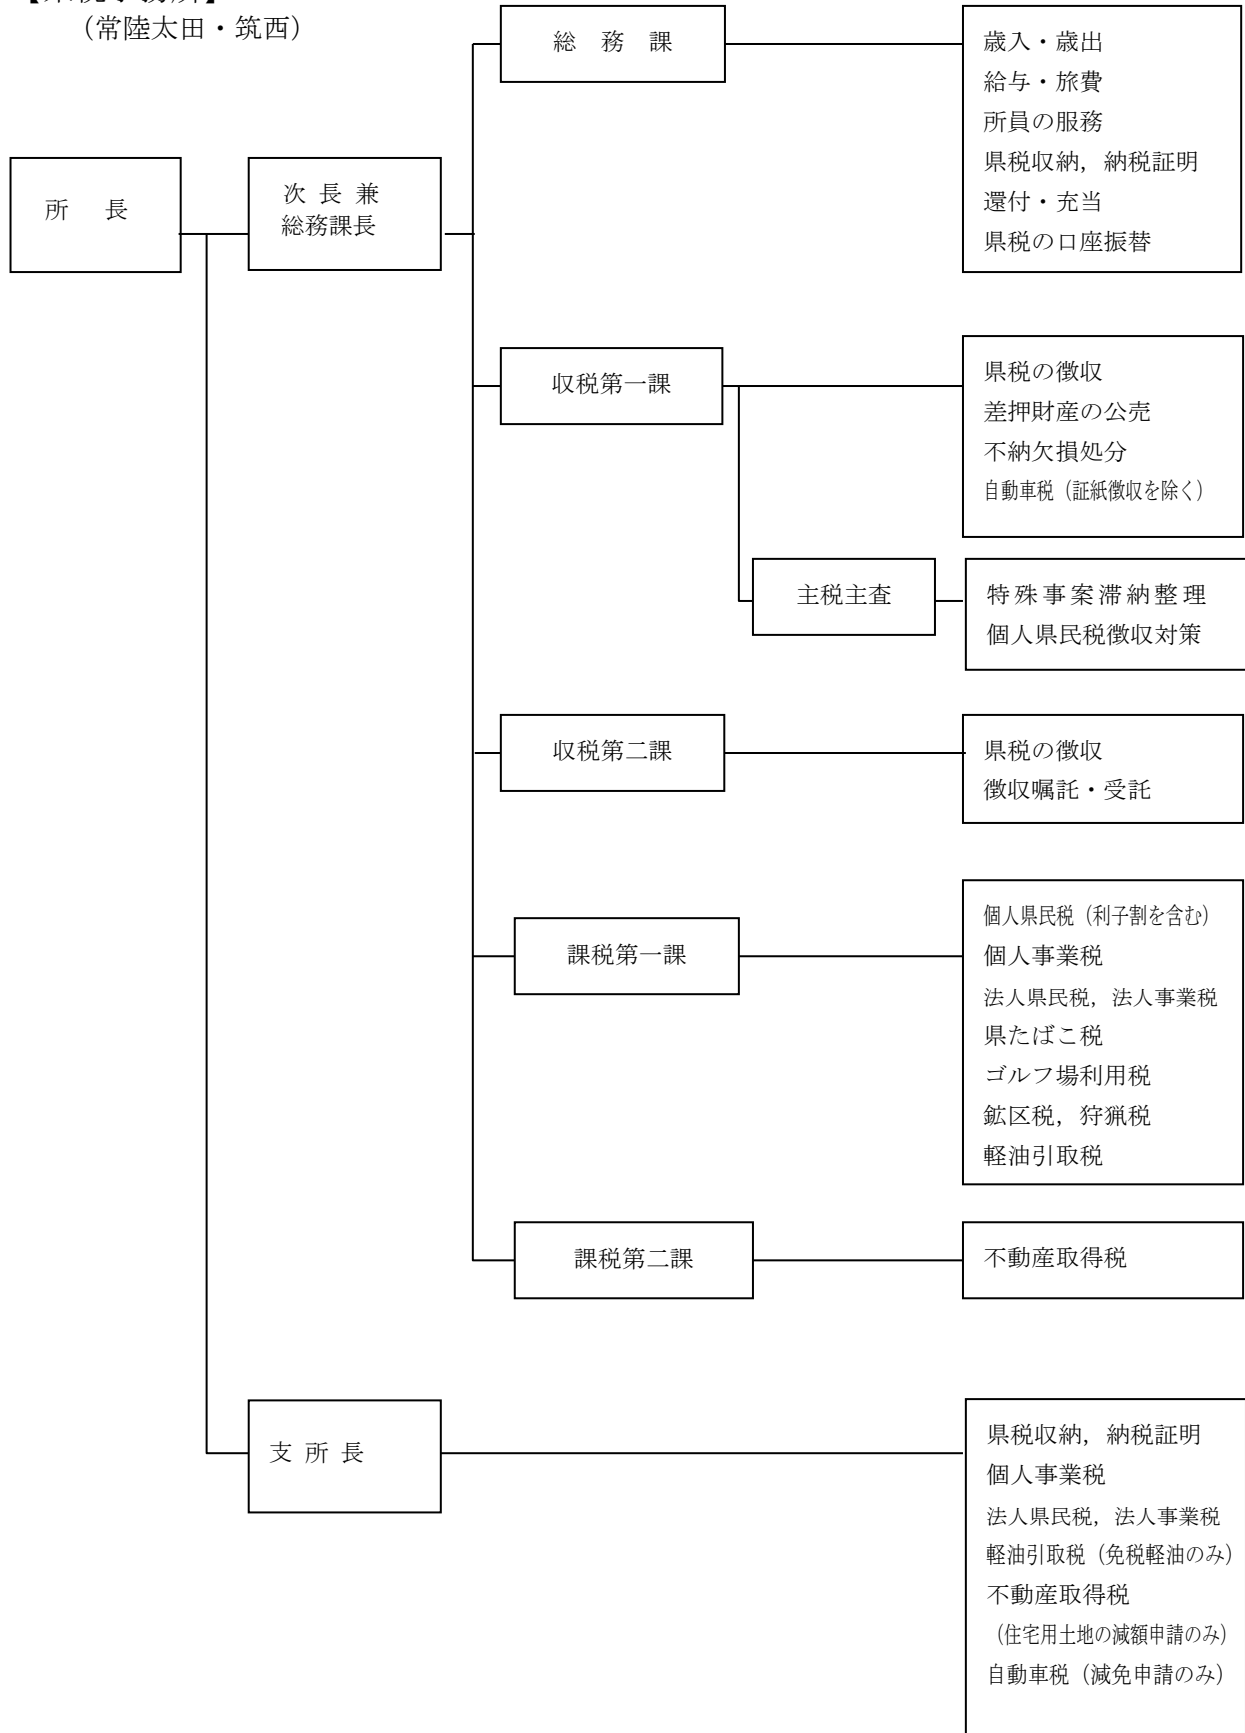 （常陸太田・筑西）
所　長
次 長 兼
総務課長
総　務　課
歳入・歳出
給与・旅費
所員の服務
県税収納，納税証明
還付・充当
県税の口座振替
収税第一課
県税の徴収
差押財産の公売
不納欠損処分
自動車税（証紙徴収を除く）
主税主査
特殊事案滞納整理
個人県民税徴収対策
収税第二課
県税の徴収
徴収嘱託・受託
課税第一課
個人県民税（利子割を含む）
個人事業税
法人県民税，法人事業税
県たばこ税
ゴルフ場利用税
鉱区税，狩猟税
軽油引取税
課税第二課
不動産取得税
支 所 長
県税収納，納税証明
個人事業税
法人県民税，法人事業税
軽油引取税（免税軽油のみ）
不動産取得税
（住宅用土地の減額申請のみ）
自動車税（減免申請のみ）